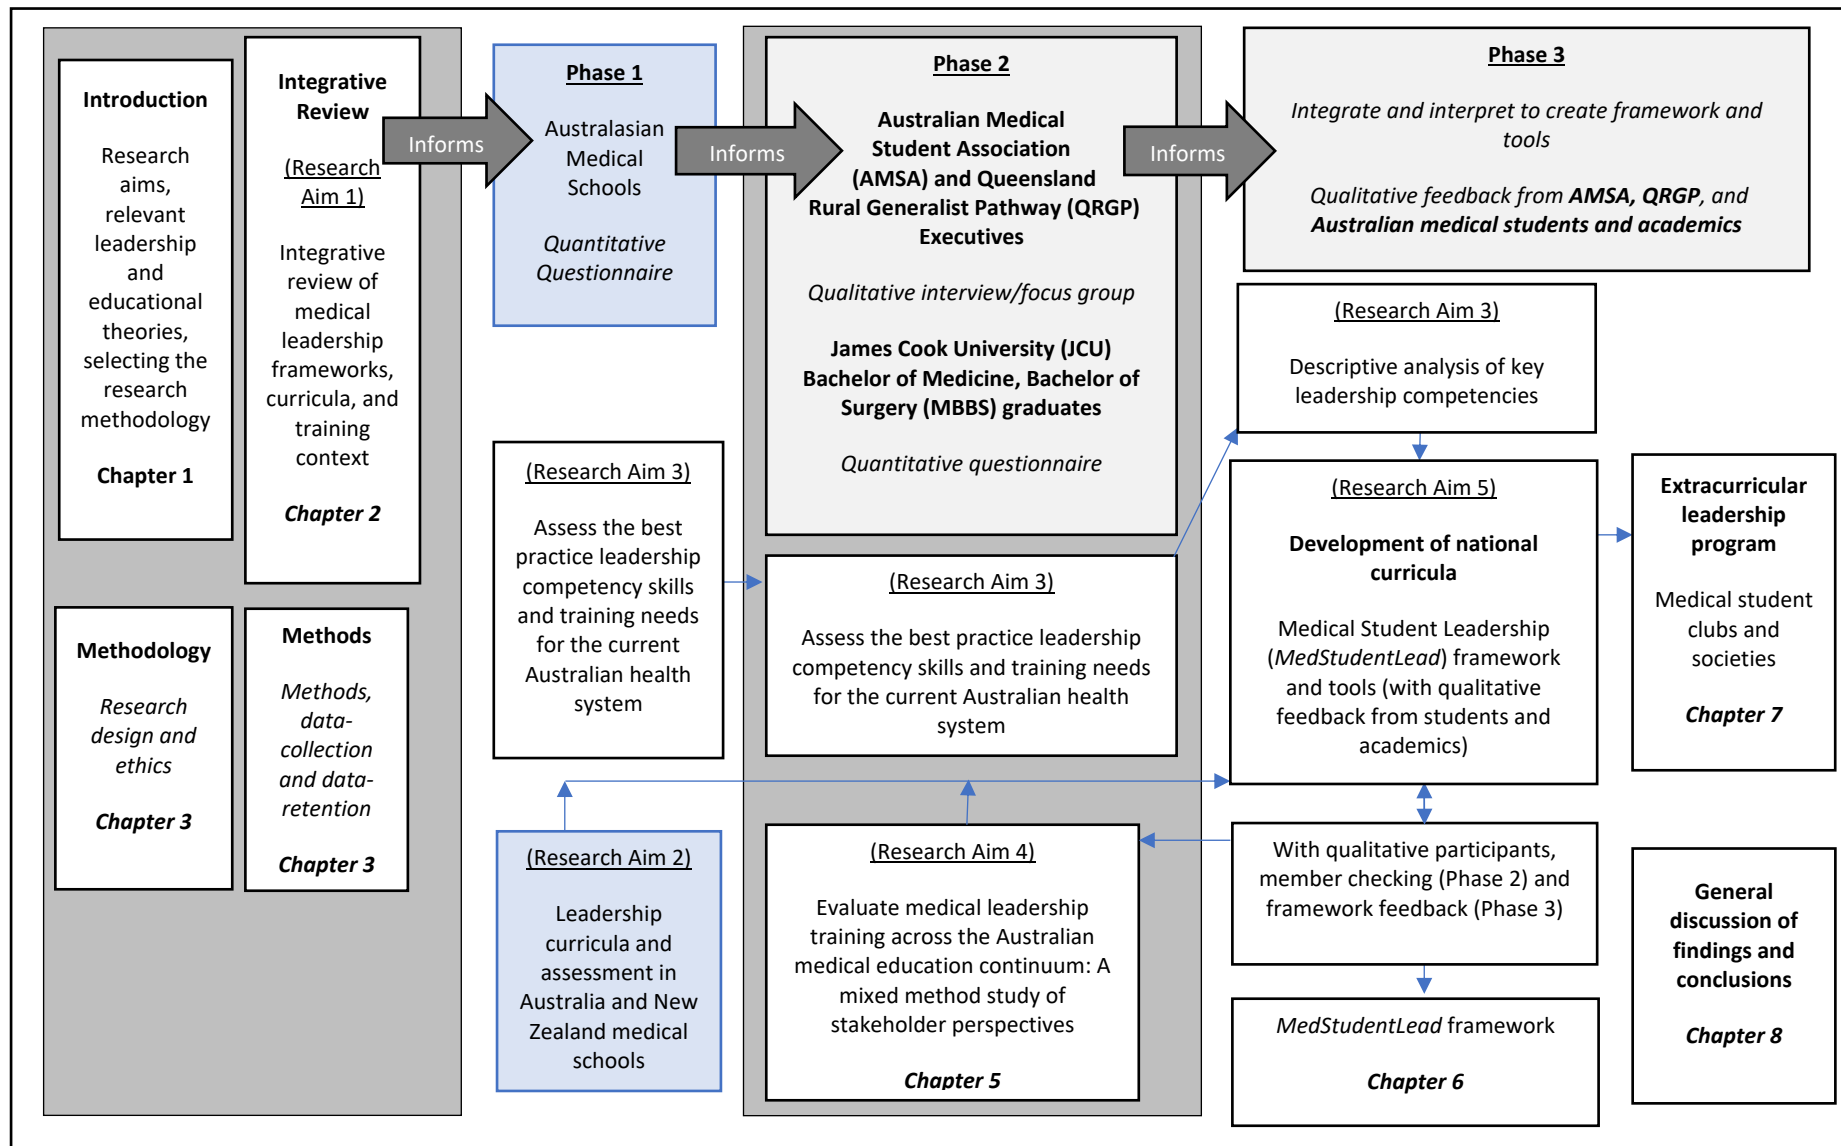 Introduction
Research
aims,
relevant
leadership
and
educational
theories,
selecting the
research
methodology
Chapter 1
Integrative
Review
(Research
Aim 1)
Integrative
review of
medical
leadership
frameworks,
curricula, and
training
context
Chapter 2
Methodology
Research
design and
ethics
Chapter 3
Methods
Methods,
data-
collection
and data-
retention
Chapter 3
Informs
Phase 1
Australasian
Medical
Schools
Quantitative
Questionnaire
Informs
(Research Aim 3)
Assess the best
practice leadership
competency skills
and training needs
for the current
Australian health
system
(Research Aim 2)
Leadership
curricula and
assessment in
Australia and New
Zealand medical
schools
Phase 2
Australian Medical
Student Association
(AMSA) and Queensland
Rural Generalist Pathway (QRGP)
Executives
Qualitative interview/focus group
James Cook University (JCU)
Bachelor of Medicine, Bachelor of
Surgery (MBBS) graduates
Quantitative questionnaire
Informs
(Research Aim 3)
Assess the best practice leadership
competency skills and training needs
for the current Australian health
system
(Research Aim 4)
Evaluate medical leadership
training across the Australian
medical education continuum: A
mixed method study of
stakeholder perspectives
Chapter 5
Phase 3
Integrate and interpret to create framework and
tools
Qualitative feedback from AMSA, QRGP, and
Australian medical students and academics
(Research Aim 3)
Descriptive analysis of key
leadership competencies
(Research Aim 5)
Development of national
curricula
Medical Student Leadership
(MedStudentLead) framework
and tools (with qualitative
feedback from students and
academics)
With qualitative participants,
member checking (Phase 2) and
framework feedback (Phase 3)
MedStudentLead framework
Chapter 6
Extracurricular
leadership
program
Medical student
clubs and
societies
Chapter 7
General
discussion of
findings and
conclusions
Chapter 8